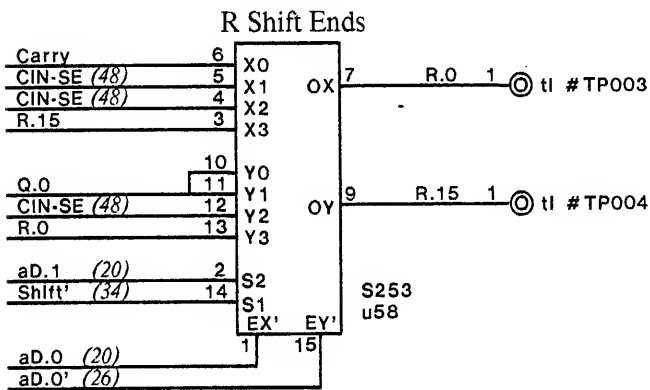 R Shift Ends
Carry 6 X0
CIN-SE (48) 5 X1
CIN-SE (48) 4 X2
R.15 3 X3
OX 7 R.0 1 tl #TP003
10 Y0
Q.0 11 Y1
CIN-SE (48) 12 Y2
R.0 13 Y3
OY 9 R.15 1 tl #TP004
aD.1 (20) 2 S2
Shift' (34) 14 S1
S253
u58
EX' EY'
1 15
aD.0 (20)
aD.0' (26)